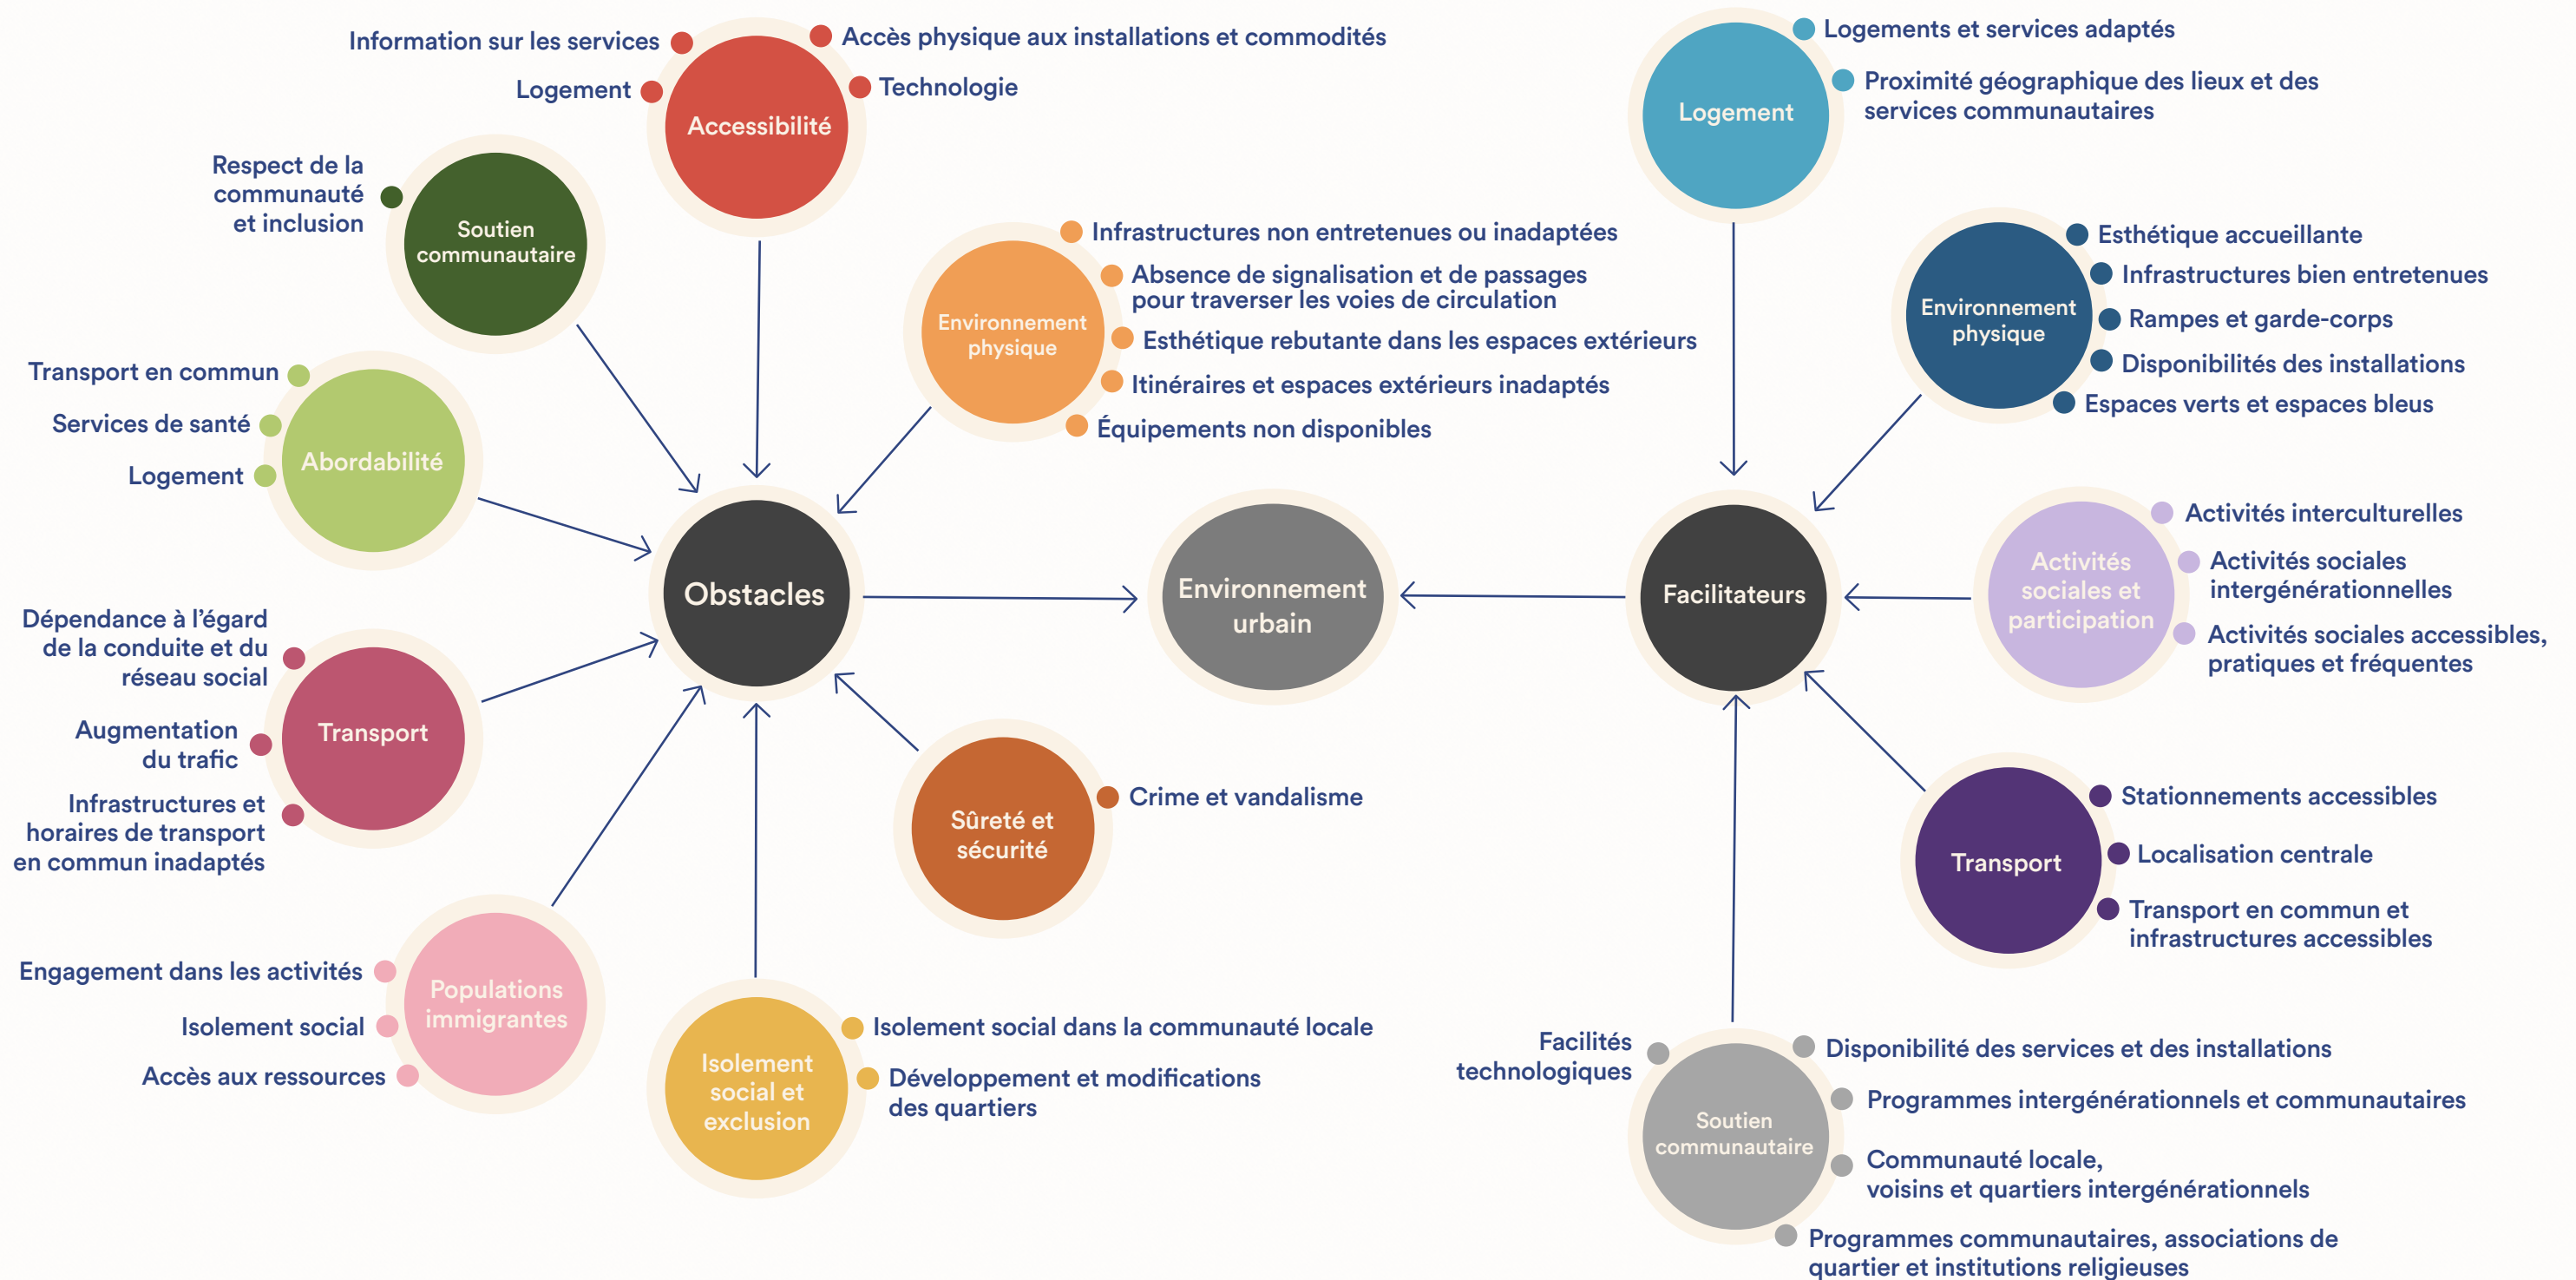 Information sur les services
Logement
Accès physique aux installations et commodités
Technologie
Accessibilité
Respect de la
communauté
et inclusion
Soutien
communautaire
Infrastructures non entretenues ou inadaptées
Absence de signalisation et de passages
pour traverser les voies de circulation
Esthétique rebutante dans les espaces extérieurs
Itinéraires et espaces extérieurs inadaptés
Équipements non disponibles
Environnement
physique
Transport en commun
Services de santé
Logement
Abordabilité
Obstacles
Dépendance à l’égard
de la conduite et du
réseau social
Augmentation
du trafic
Infrastructures et
horaires de transport
en commun inadaptés
Transport
Sûreté et
sécurité
Crime et vandalisme
Engagement dans les activités
Isolement social
Accès aux ressources
Populations
immigrantes
Isolement
social et
exclusion
Isolement social dans la communauté locale
Développement et modifications
des quartiers
Environnement
urbain
Logement
Logements et services adaptés
Proximité géographique des lieux et des
services communautaires
Environnement
physique
Esthétique accueillante
Infrastructures bien entretenues
Rampes et garde-corps
Disponibilités des installations
Espaces verts et espaces bleus
Facilitateurs
Activités
sociales et
participation
Activités interculturelles
Activités sociales
intergénérationnelles
Activités sociales accessibles,
pratiques et fréquentes
Transport
Stationnements accessibles
Localisation centrale
Transport en commun et
infrastructures accessibles
Facilités
technologiques
Soutien
communautaire
Disponibilité des services et des installations
Programmes intergénérationnels et communautaires
Communauté locale,
voisins et quartiers intergénérationnels
Programmes communautaires, associations de
quartier et institutions religieuses